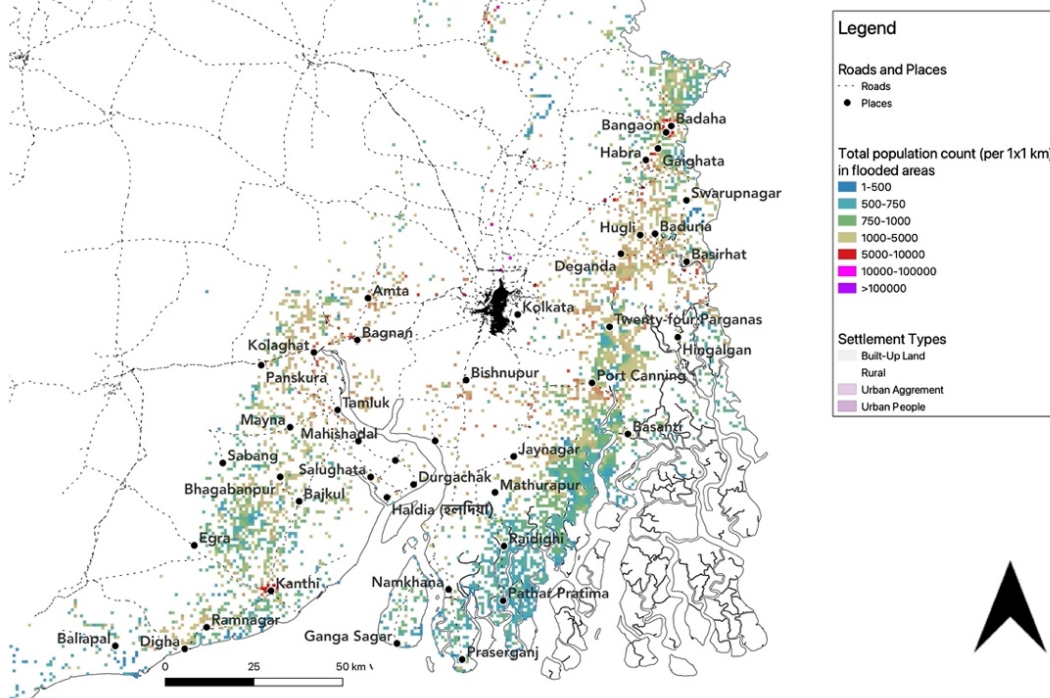 Legend
Roads and Places
Roads
Places
Total population count (per 1x1 km)
in flooded areas
1-500
500-750
750-1000
1000-5000
5000-10000
10000-100000
>100000
Settlement Types
Built-Up Land
Rural
Urban Aggrement
Urban People
Badaha
Bangaon
Habra
Gaighata
Swarupnagar
Hugli
Baduria
Basirhat
Deganda
Amta
Kolkata
Twenty-four Parganas
Bagnan
Kolaghat
Hingalgan
Panskura
Bishnupur
Port Canning
Tamluk
Mayna
Mahishadal
Basanti
Sabang
Salughata
Jaynagar
Durgachak
Bhagabanpur
Bajkul
Mathurapur
Haldia
Egra
Raidighi
Kanthi
Namkhana
Pathar Pratima
Ramnagar
Baliapal
Digha
Ganga Sagar
Praserganj
0 25 50 km